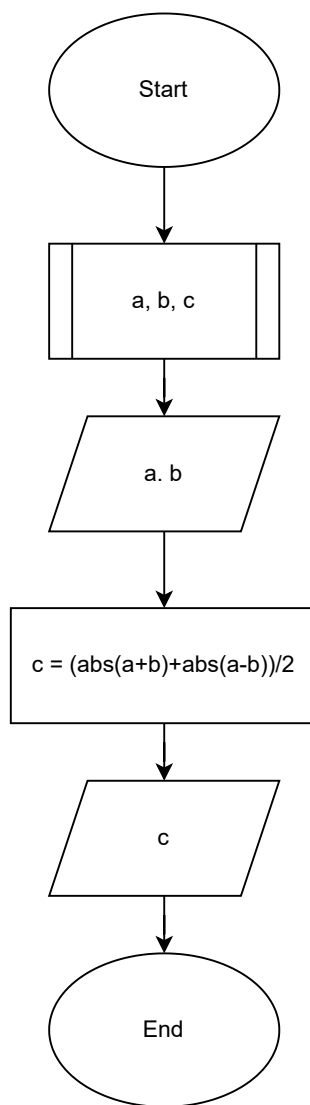 Start
a, b, c
a. b
c = (abs(a+b)+abs(a-b))/2
c
End